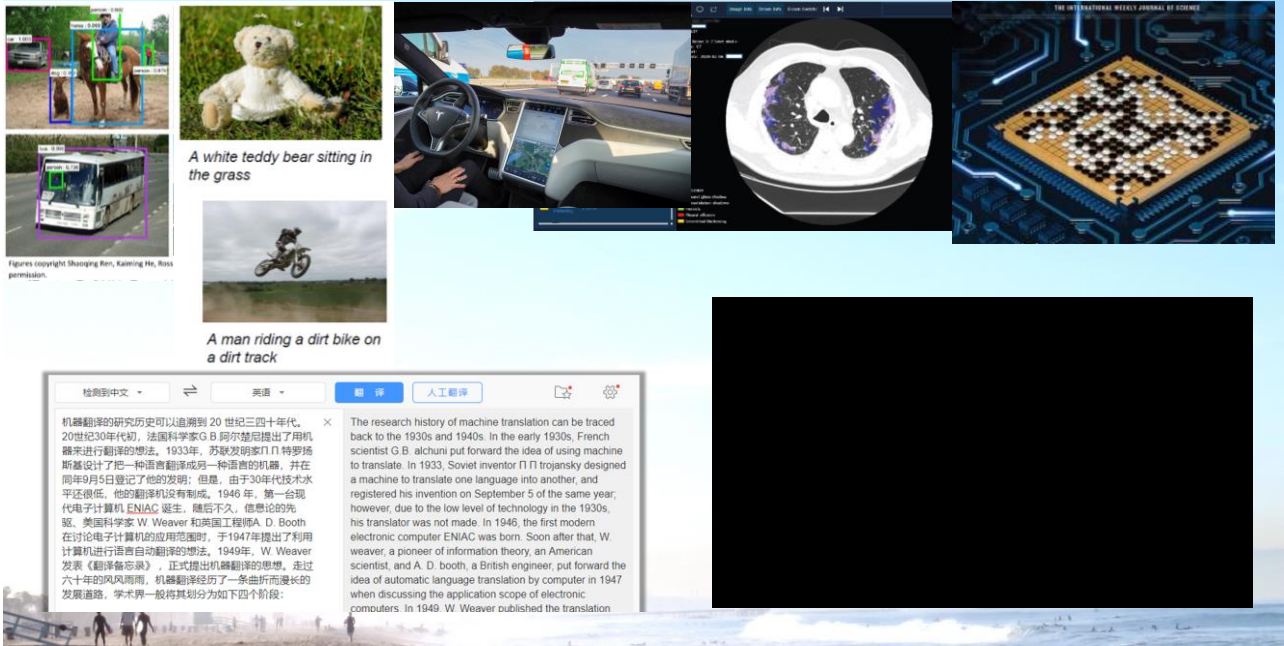 person : 0.992
car : 1.000
dog : 0.9
person : 0.979
person : 0.736
Figures copyright Shaoqing Ren, Kaiming He, Ross
permission.
A white teddy bear sitting in
the grass
A man riding a dirt bike on
a dirt track
Image Info
THE INTERNATIONAL WEEKLY JOURNAL OF SCIENCE
检测到中文
英语
翻 译
人工翻译
机器翻译的研究历史可以追溯到 20 世纪三四十年代。
20世纪30年代初，法国科学家G.B.阿尔楚尼提出了用机
器来进行翻译的想法。1933年，苏联发明家П.П.特罗扬
斯基设计了把一种语言翻译成另一种语言的机器，并在
同年9月5日登记了他的发明；但是，由于30年代技术水
平还很低，他的翻译机没有制成。1946 年，第一台现
代电子计算机 ENIAC 诞生，随后不久，信息论的先
驱、美国科学家 W. Weaver 和英国工程师A. D. Booth
在讨论电子计算机的应用范围时，于1947年提出了利用
计算机进行语言自动翻译的想法。1949年，W. Weaver
发表《翻译备忘录》，正式提出机器翻译的思想。走过
六十年的风风雨雨，机器翻译经历了一条曲折而漫长的
发展道路，学术界一般将其划分为如下四个阶段：
The research history of machine translation can be traced
back to the 1930s and 1940s. In the early 1930s, French
scientist G.B. alchuni put forward the idea of using machine
to translate. In 1933, Soviet inventor П П trojansky designed
a machine to translate one language into another, and
registered his invention on September 5 of the same year;
however, due to the low level of technology in the 1930s,
his translator was not made. In 1946, the first modern
electronic computer ENIAC was born. Soon after that, W.
weaver, a pioneer of information theory, an American
scientist, and A. D. booth, a British engineer, put forward the
idea of automatic language translation by computer in 1947
when discussing the application scope of electronic
computers. In 1949, W. Weaver published the translation